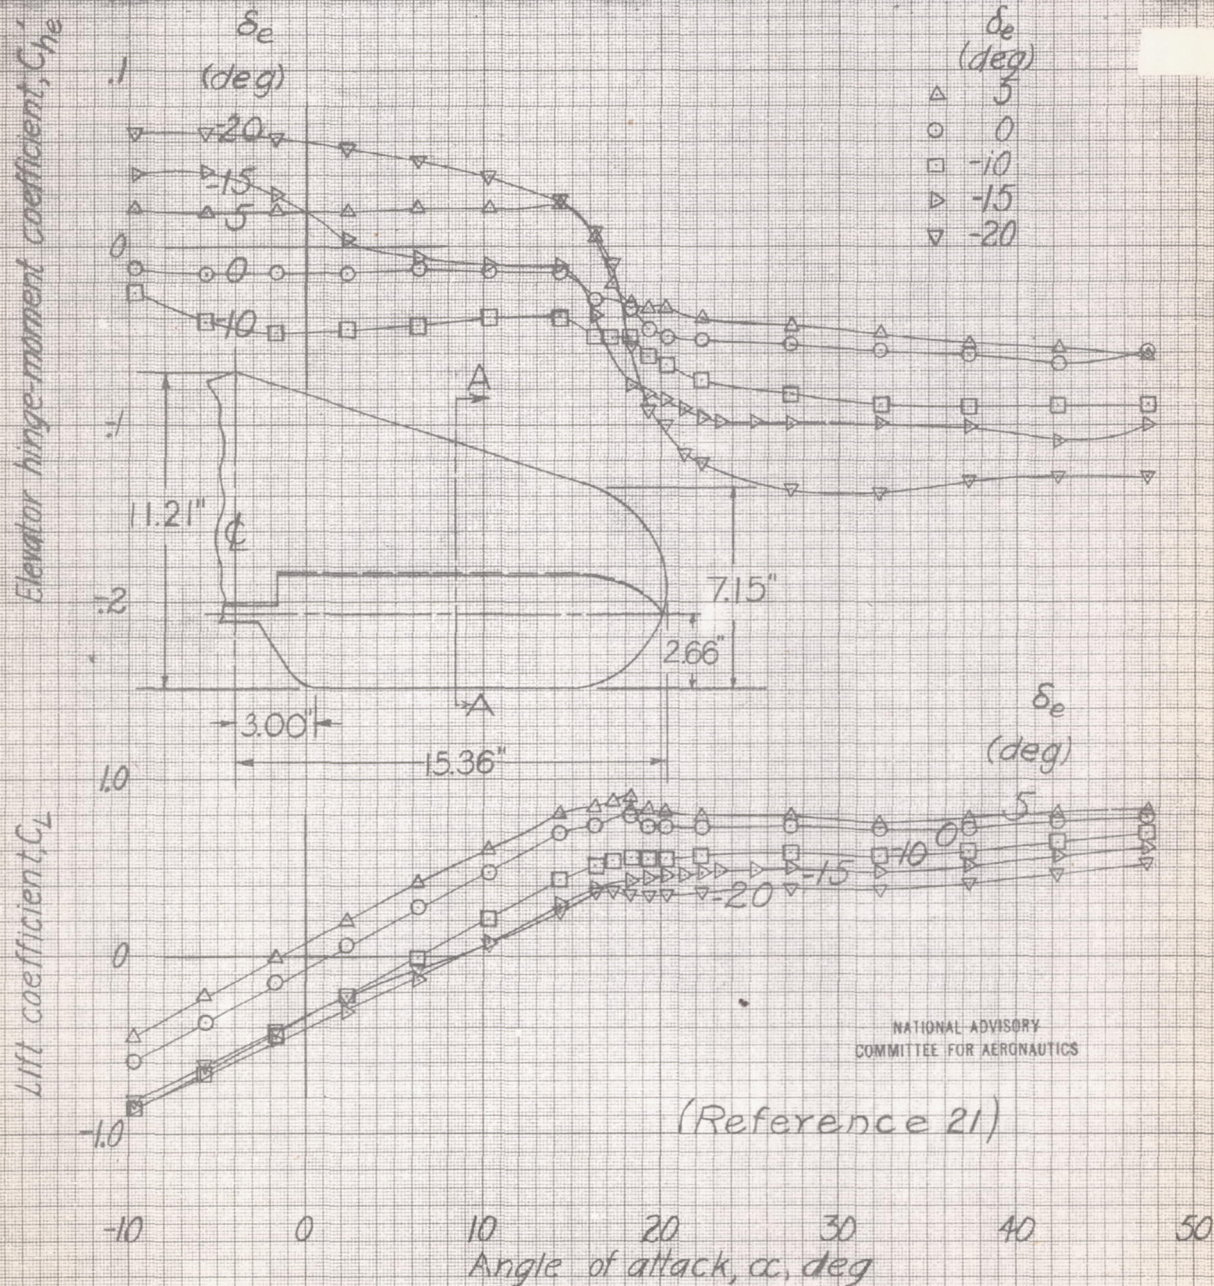 Elevator hinge-moment coefficient, Che'
.1
0
-.1
-.2
δe
(deg)
-20
-15
5
0
-10
δe
(deg)
5
0
-10
-15
-20
A
A
11.21"
℄
7.15"
2.66"
3.00"
15.36"
Lift coefficient, CL
1.0
0
-1.0
δe
(deg)
5
0
-10
-15
-20
NATIONAL ADVISORY
COMMITTEE FOR AERONAUTICS
(Reference 21)
-10 0 10 20 30 40 50
Angle of attack, α, deg